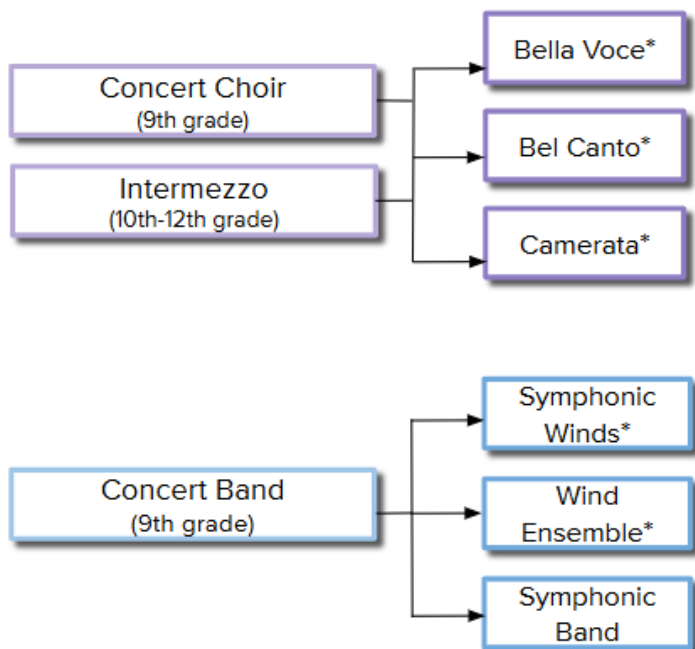 Concert Choir
(9th grade)
Intermezzo
(10th-12th grade)
Bella Voce*
Bel Canto*
Camerata*
Concert Band
(9th grade)
Symphonic
Winds*
Wind
Ensemble*
Symphonic
Band